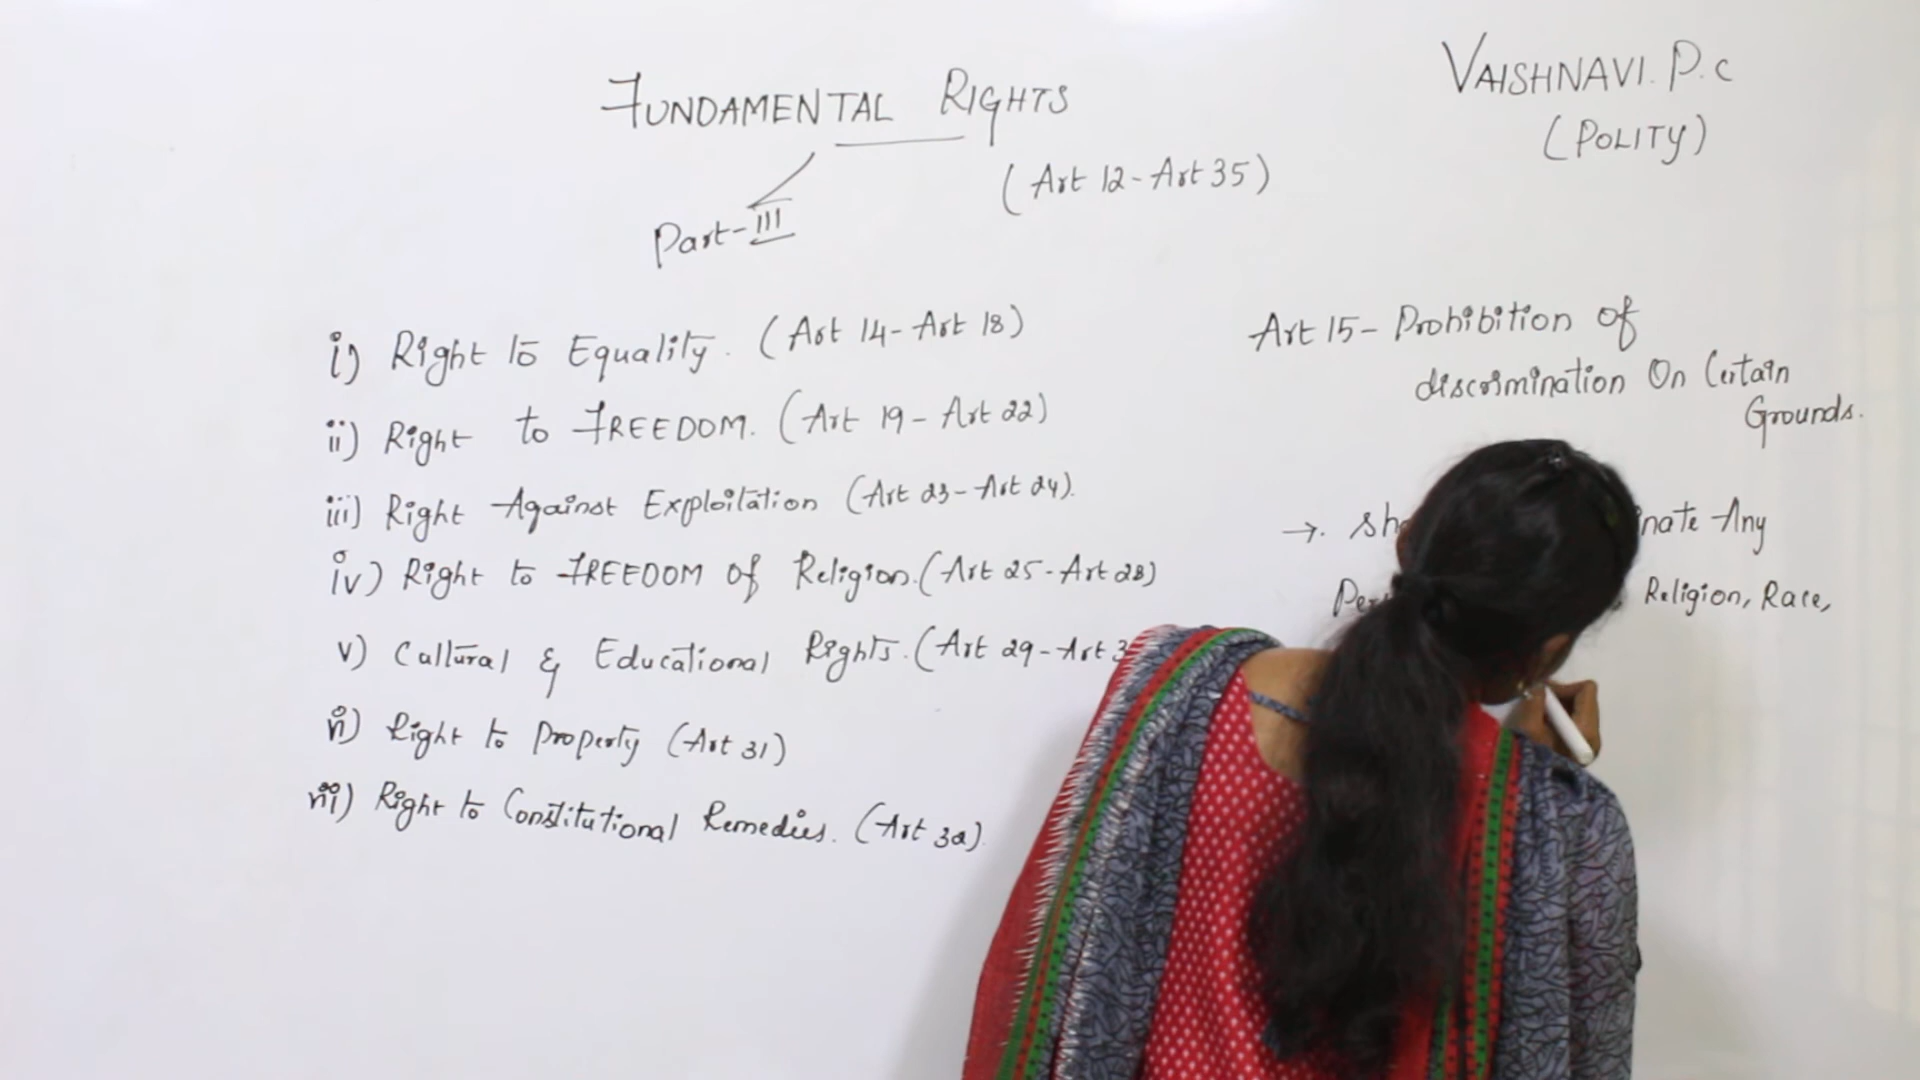 FUNDAMENTAL RIGHTS
(Art 12-Art 35)
Part-III
VAISHNAVI. P.C
(POLITY)
i) Right to Equality. (Art 14-Art 18)
ii) Right to FREEDOM. (Art 19-Art 22)
iii) Right Against Exploitation (Art 23-Art 24).
iv) Right to FREEDOM Of Religion. (Art 25-Art 28)
v) Cultural & Educational Rights. (Art 29-Art
vi) Right to Property (Art 31)
vii) Right to Constitutional Remedies. (Art 32).
Art 15- Prohibition Of
discrimination On Certain
Grounds.
→. Any
Religion, Race,